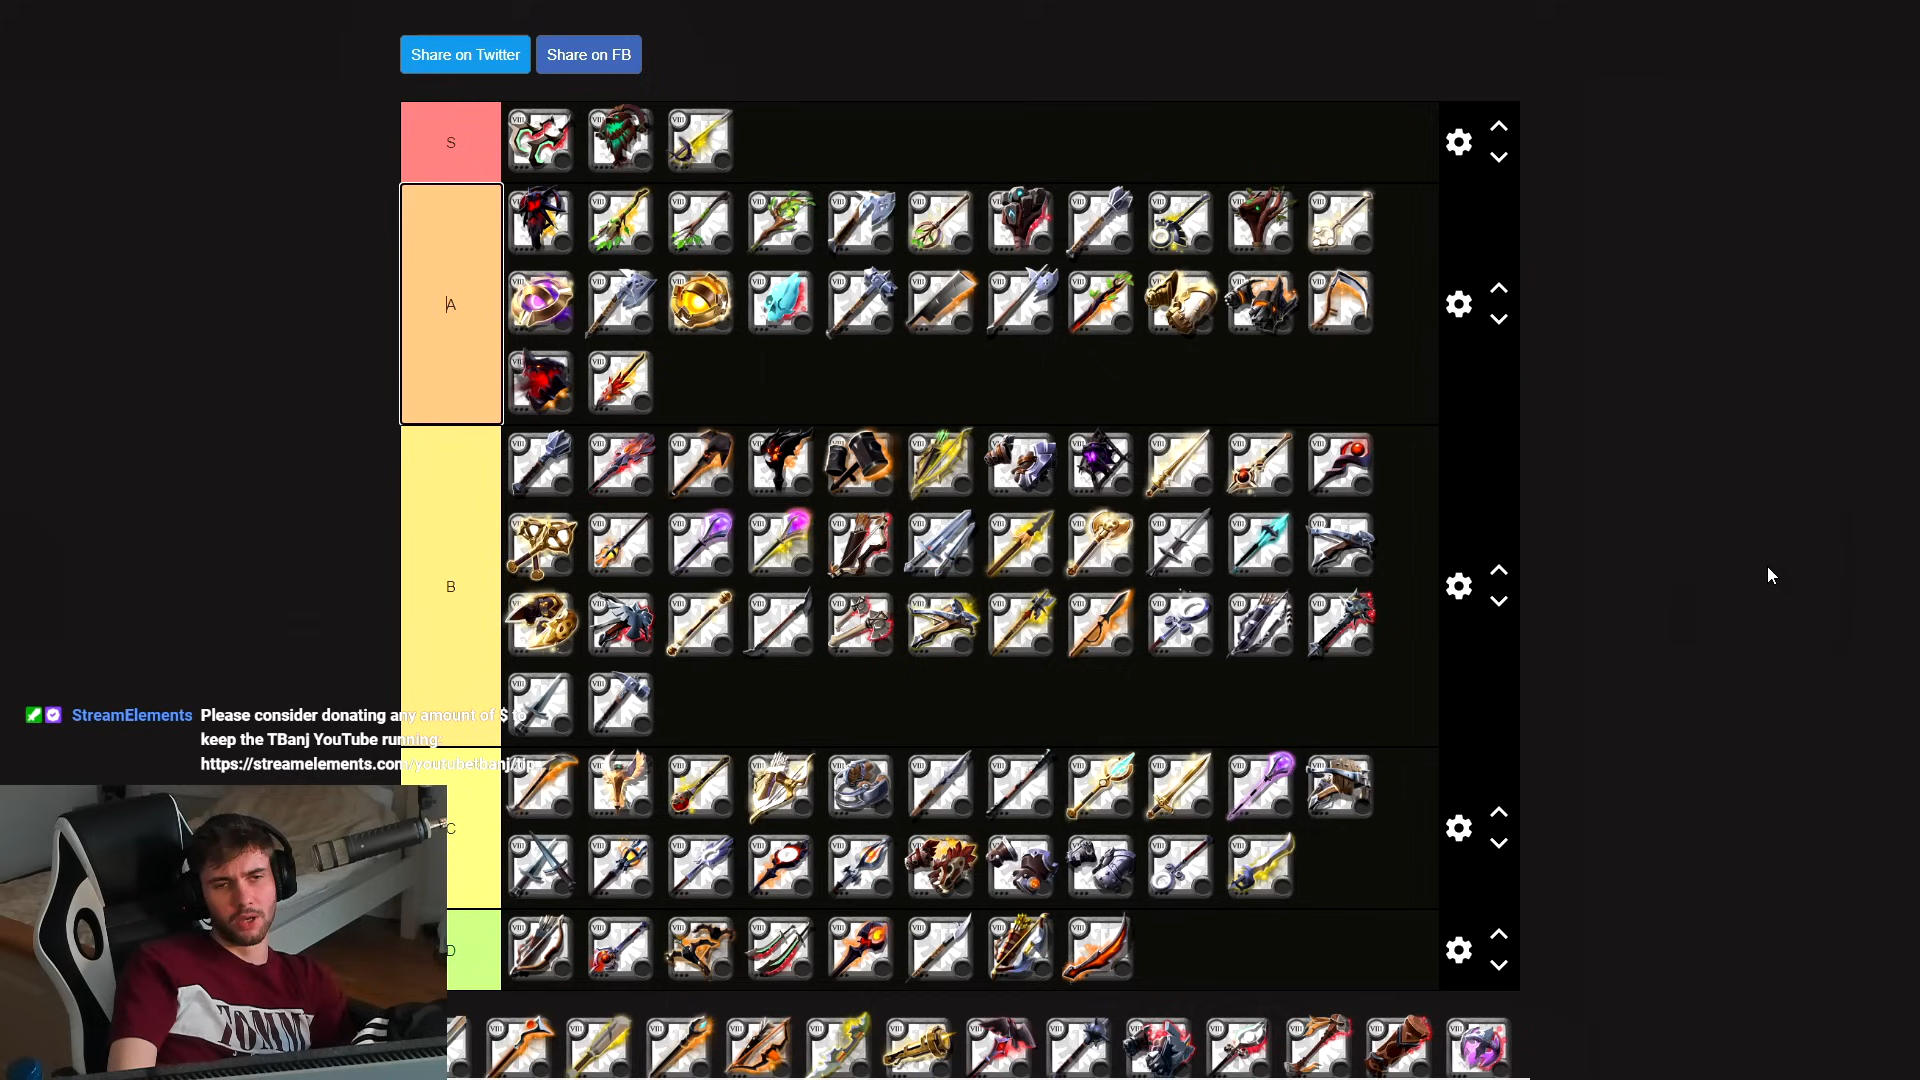 Share on Twitter Share on FB
S
A
B
C
D
StreamElements Please consider donating any amount of $ to
keep the TBanj YouTube running:
https://streamelements.com/youtubetbanj/tip
TOMMY